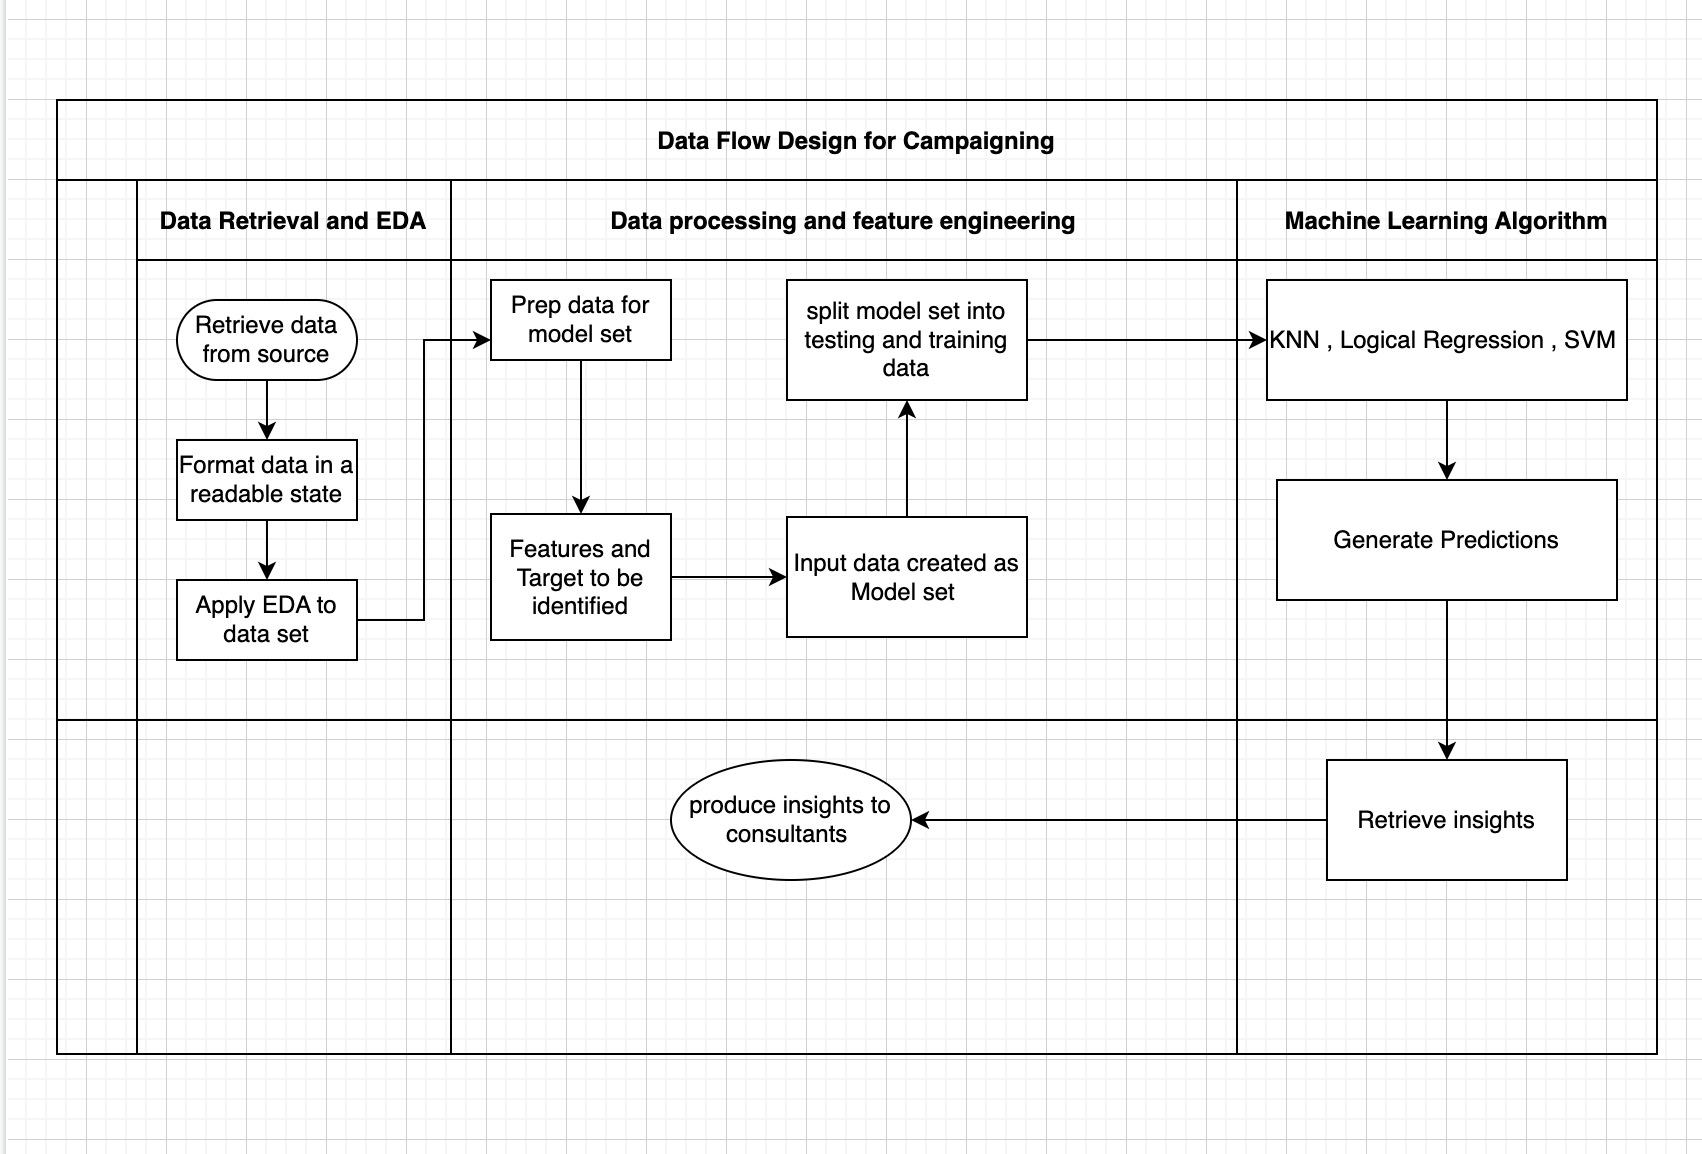 Data Flow Design for Campaigning
Data Retrieval and EDA
Data processing and feature engineering
Machine Learning Algorithm
Retrieve data
from source
Format data in a
readable state
Apply EDA to
data set
Prep data for
model set
Features and
Target to be
identified
Input data created as
Model set
split model set into
testing and training
data
KNN , Logical Regression , SVM
Generate Predictions
Retrieve insights
produce insights to
consultants